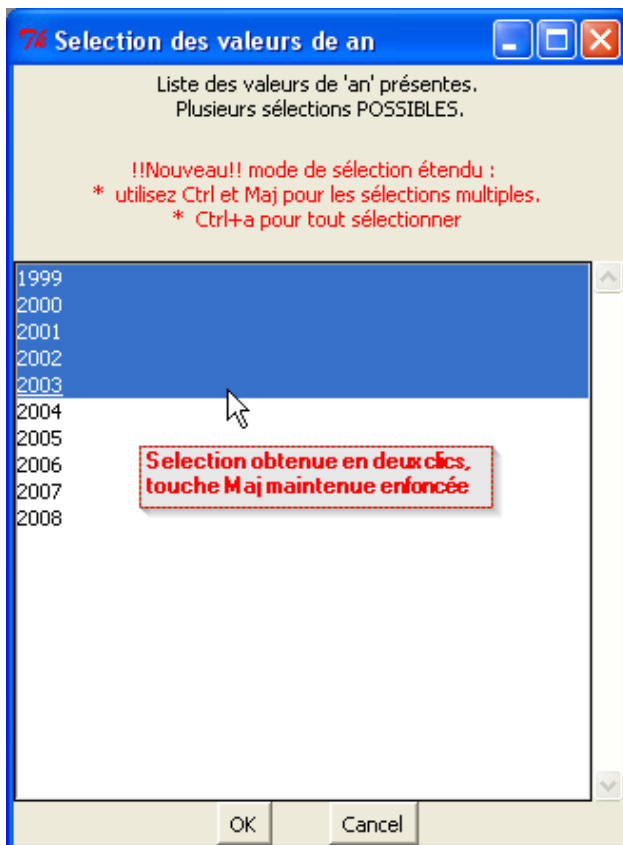 Selection des valeurs de an
Liste des valeurs de 'an' présentes.
Plusieurs sélections POSSIBLES.
!!Nouveau!! mode de sélection étendu :
* utilisez Ctrl et Maj pour les sélections multiples.
* Ctrl+a pour tout sélectionner
1999
2000
2001
2002
2003
2004
2005
2006
2007
2008
Selection obtenue en deux clics,
touche Maj maintenue enfoncée
OK Cancel